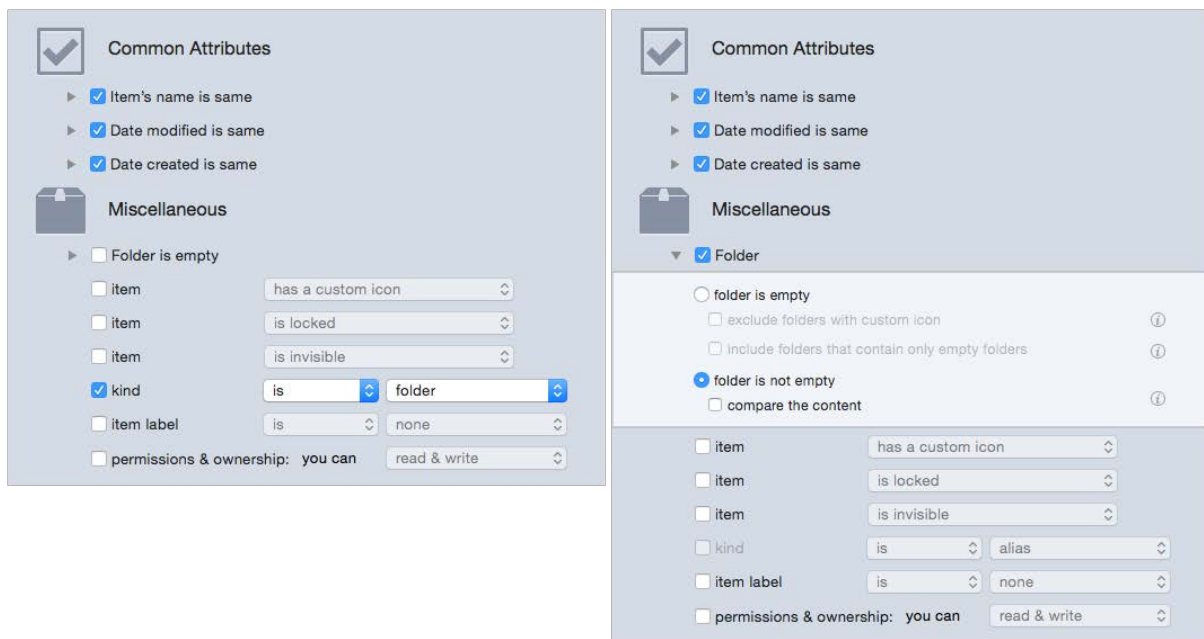 Common Attributes
Item's name is same
Date modified is same
Date created is same
Miscellaneous
Folder is empty
item has a custom icon
item is locked
item is invisible
kind is folder
item label is none
permissions & ownership: you can read & write
Common Attributes
Item's name is same
Date modified is same
Date created is same
Miscellaneous
Folder
folder is empty
exclude folders with custom icon
include folders that contain only empty folders
folder is not empty
compare the content
item has a custom icon
item is locked
item is invisible
kind is alias
item label is none
permissions & ownership: you can read & write